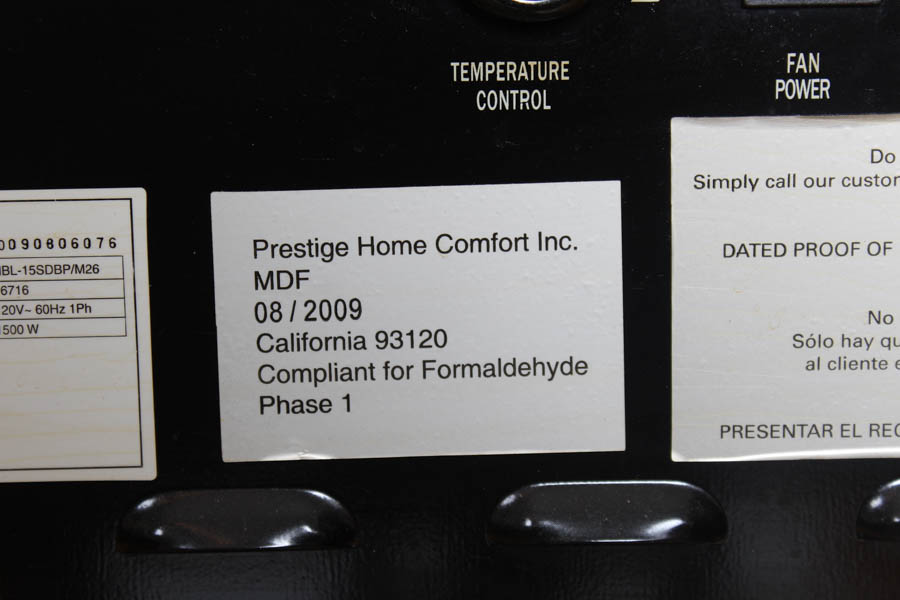 TEMPERATURE
CONTROL
FAN
POWER
0090806076
BL-15SDBP/M26
6716
20V~ 60Hz 1Ph
1500 W
Prestige Home Comfort Inc.
MDF
08 / 2009
California 93120
Compliant for Formaldehyde
Phase 1
Do
Simply call our custo
DATED PROOF OF
No
Sólo hay qu
al cliente e
PRESENTAR EL REC